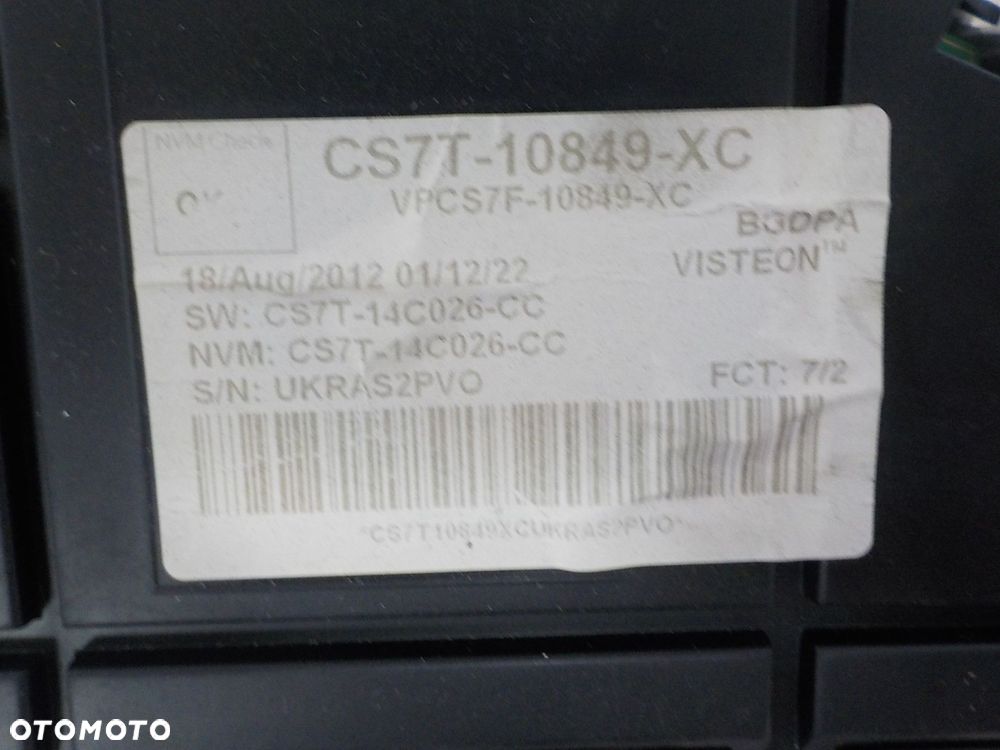 NVM Check
CS7T-10849-XC
VPCS7F-10849-XC
BGDPA
VISTEON™
18/Aug/2012 01/12/22
SW: CS7T-14C026-CC
NVM: CS7T-14C026-CC
S/N: UKRAS2PVO
FCT: 7/2
*CS7T10849XCUKRAS2PVO*
OTOMOTO